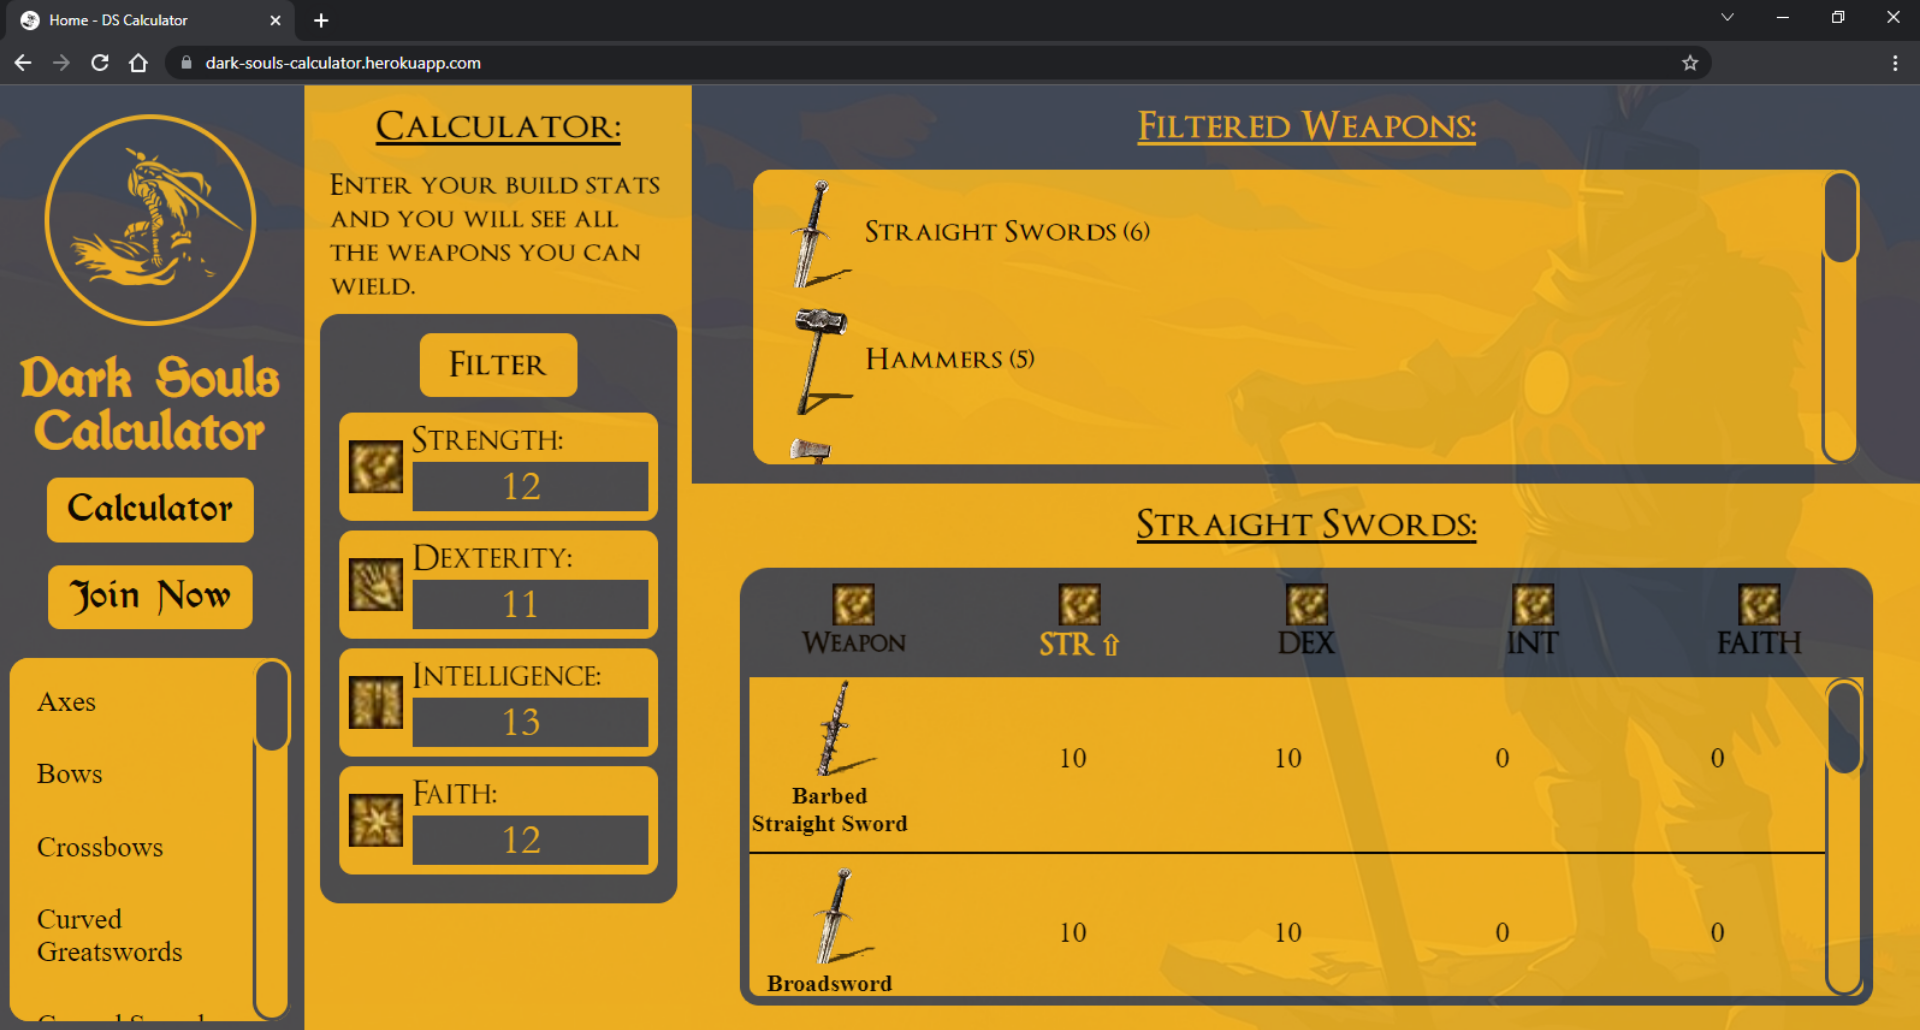 Home - DS Calculator
dark-souls-calculator.herokuapp.com
Dark Souls
Calculator
Calculator
Join Now
Axes
Bows
Crossbows
Curved
Greatswords
Calculator:
Enter your build stats
and you will see all
the weapons you can
wield.
Filter
Strength:
12
Dexterity:
11
Intelligence:
13
Faith:
12
Filtered Weapons:
Straight Swords (6)
Hammers (5)
Straight Swords:
Weapon STR ⇧ DEX INT FAITH
10 10 0 0
Barbed
Straight Sword
10 10 0 0
Broadsword